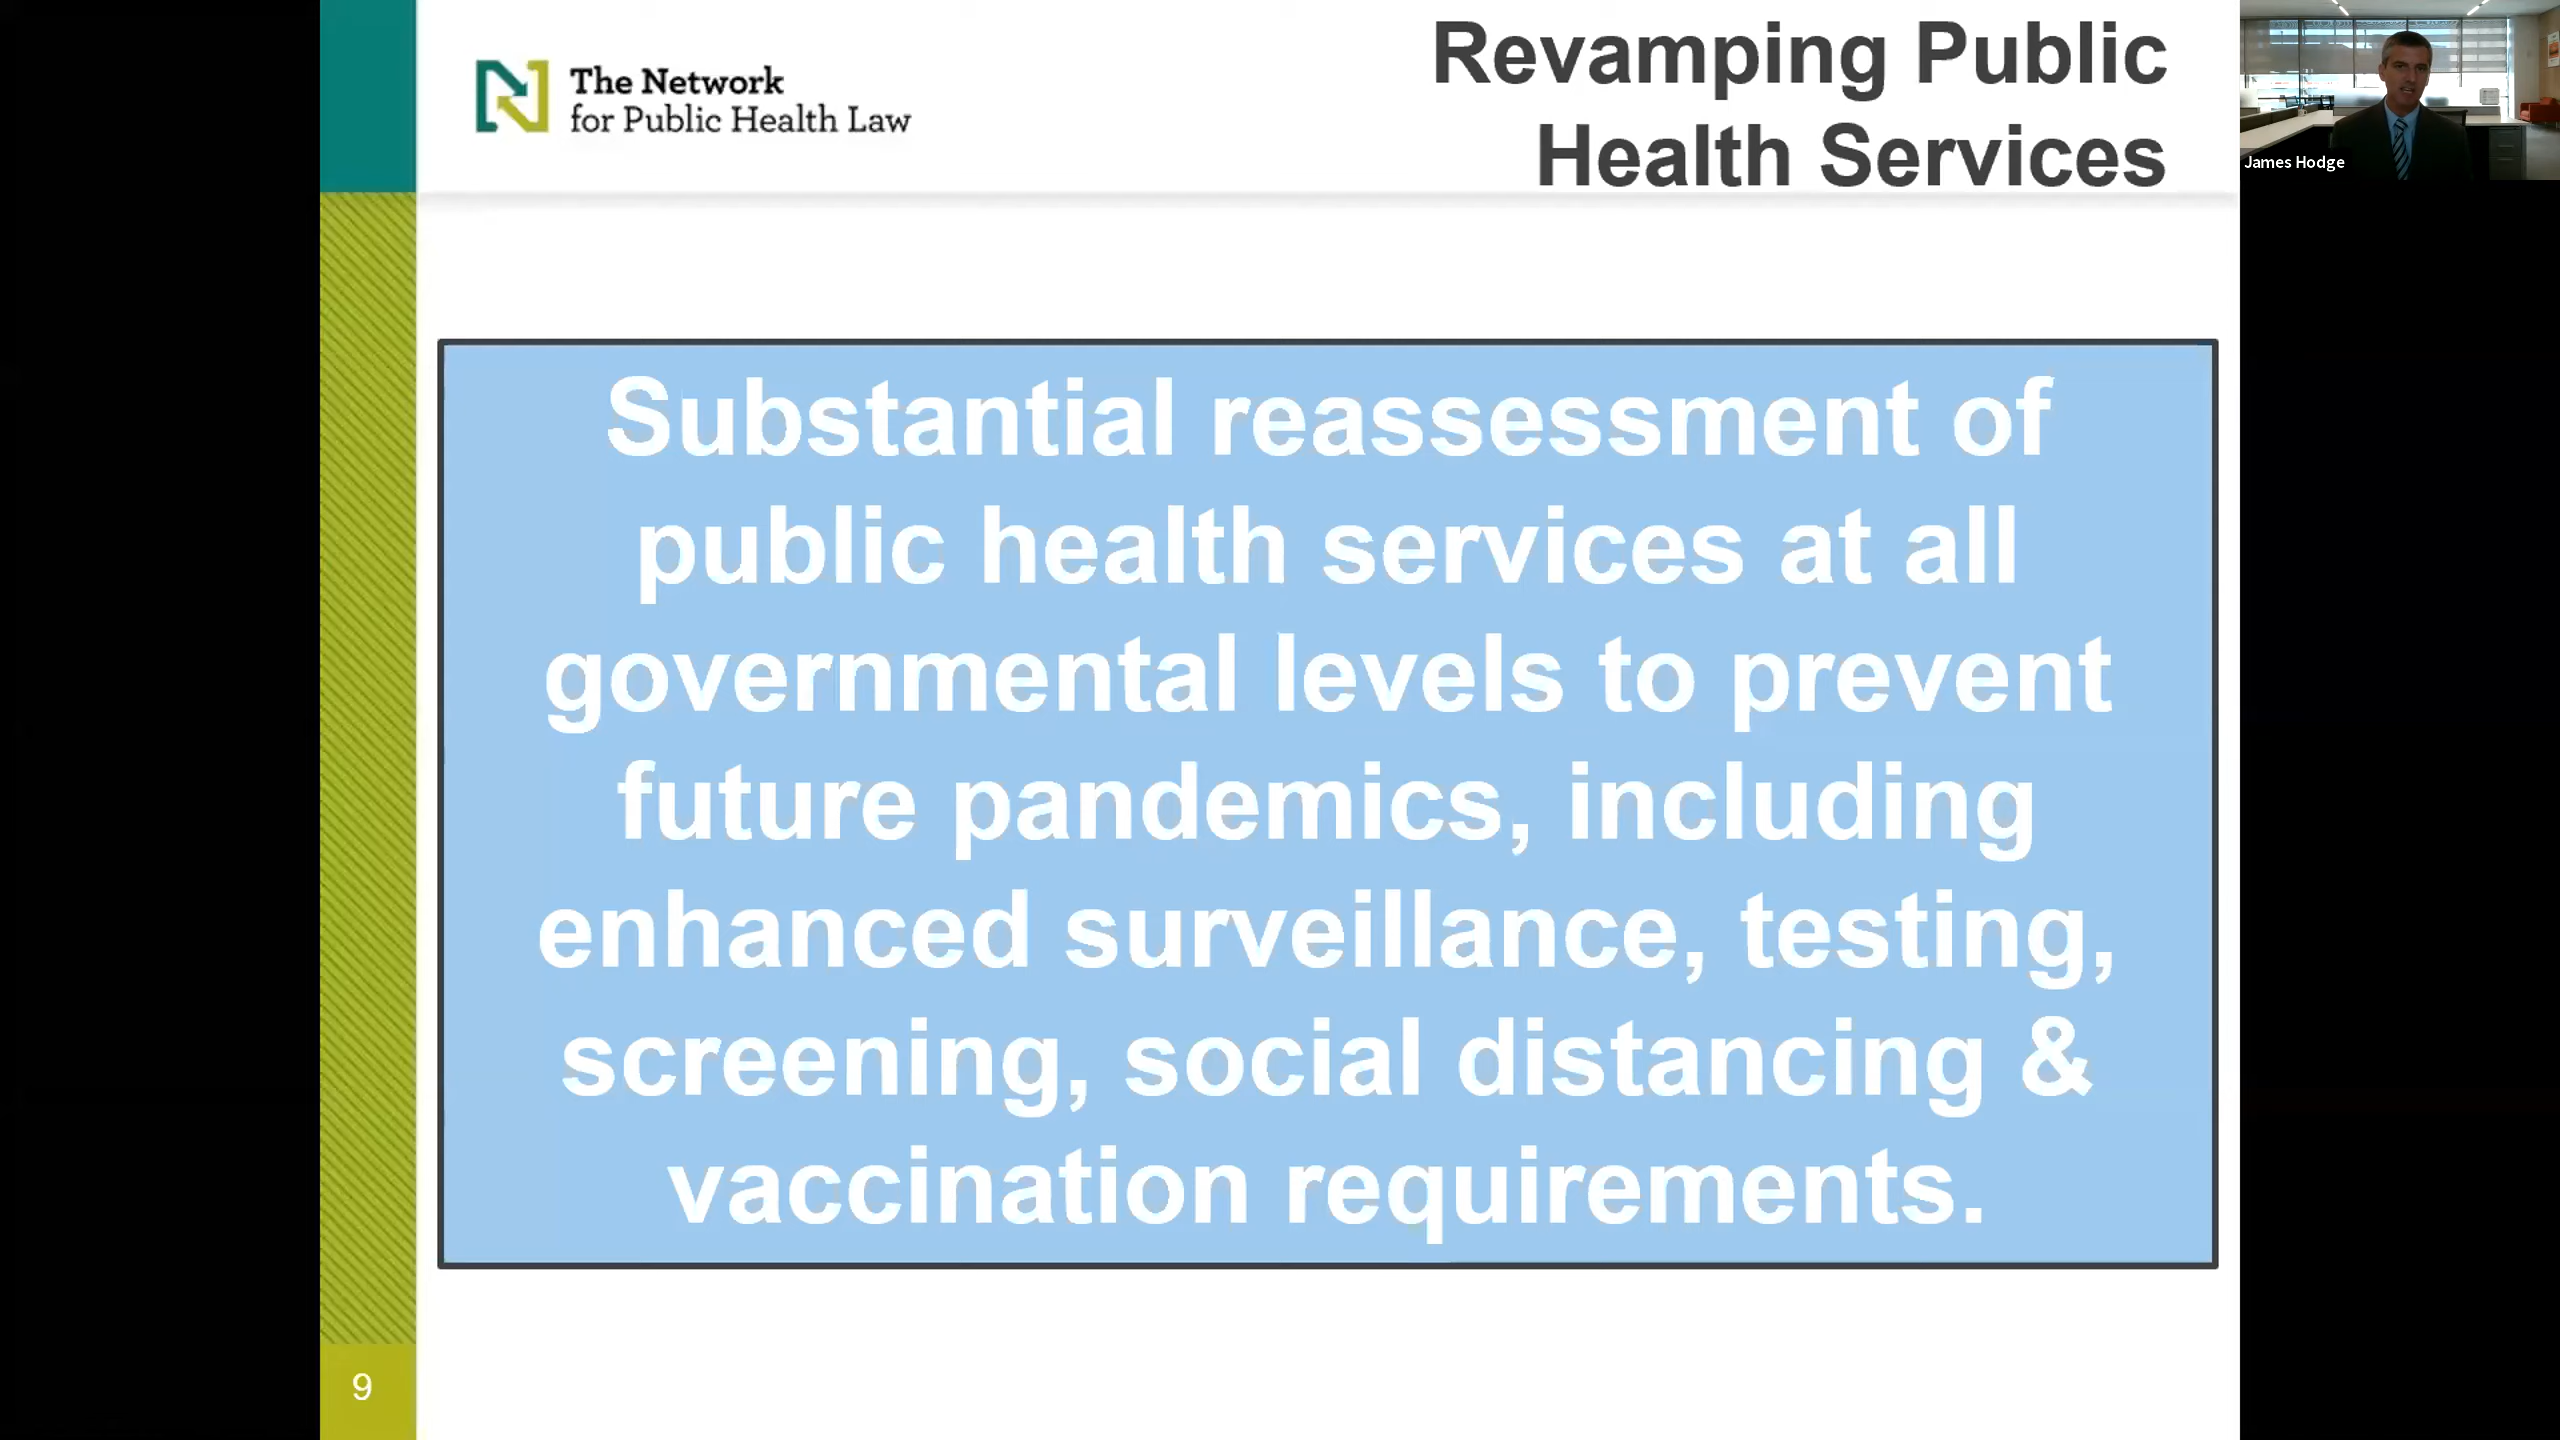 The Network
for Public Health Law
Revamping Public
Health Services
James Hodge
Substantial reassessment of
public health services at all
governmental levels to prevent
future pandemics, including
enhanced surveillance, testing,
screening, social distancing &
vaccination requirements.
9